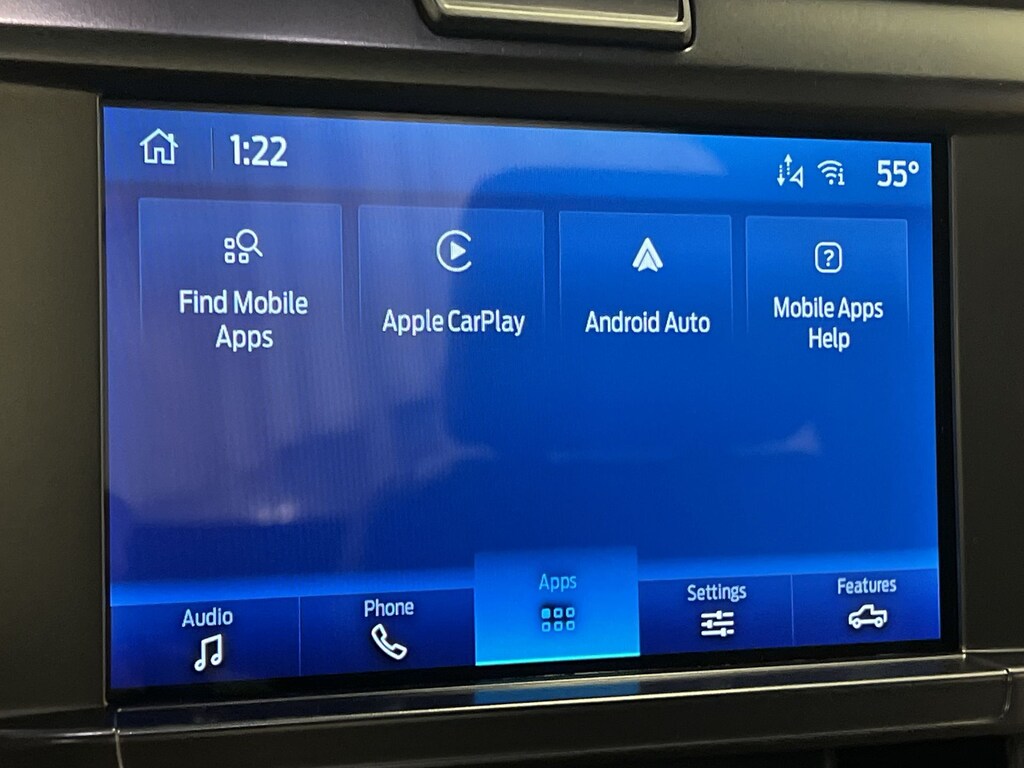 1:22
55°
Find Mobile
Apps
Apple CarPlay
Android Auto
Mobile Apps
Help
Audio
Phone
Apps
Settings
Features